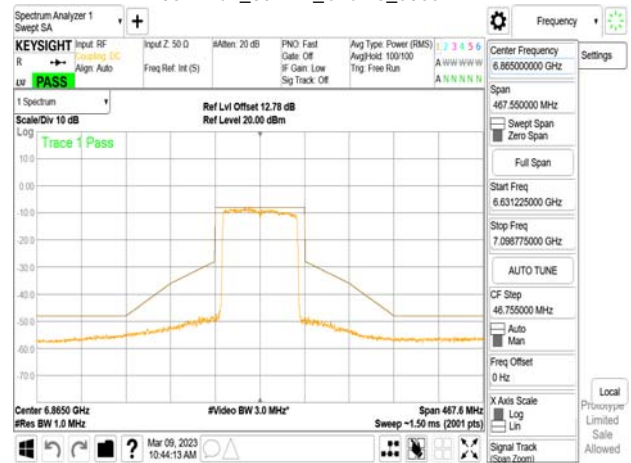 Spectrum Analyzer 1
Swept SA
Frequency
KEYSIGHT
R
LW
PASS
Input: RF
Coupling: DC
Align: Auto
Input Z: 50 Ω
Freq Ref: Int (S)
#Atten: 20 dB
PNO: Fast
Gate: Off
IF Gain: Low
Sig Track: Off
Avg Type: Power (RMS)
Avg|Hold: 100/100
Trig: Free Run
1 2 3 4 5 6
A W W W W W
A N N N N N
1 Spectrum
Scale/Div 10 dB
Log
Ref Lvl Offset 12.78 dB
Ref Level 20.00 dBm
Trace 1 Pass
10.0
0.00
-10.0
-20.0
-30.0
-40.0
-50.0
-60.0
-70.0
Center 6.8650 GHz
#Res BW 1.0 MHz
#Video BW 3.0 MHz*
Span 467.6 MHz
Sweep ~1.50 ms (2001 pts)
Mar 09, 2023
10:44:13 AM
Center Frequency
6.865000000 GHz
Settings
Span
467.550000 MHz
Swept Span
Zero Span
Full Span
Start Freq
6.631225000 GHz
Stop Freq
7.098775000 GHz
AUTO TUNE
CF Step
46.755000 MHz
Auto
Man
Freq Offset
0 Hz
X Axis Scale
Log
Lin
Signal Track
(Span Zoom)
Local
Prototype
Limited
Sale
Allowed